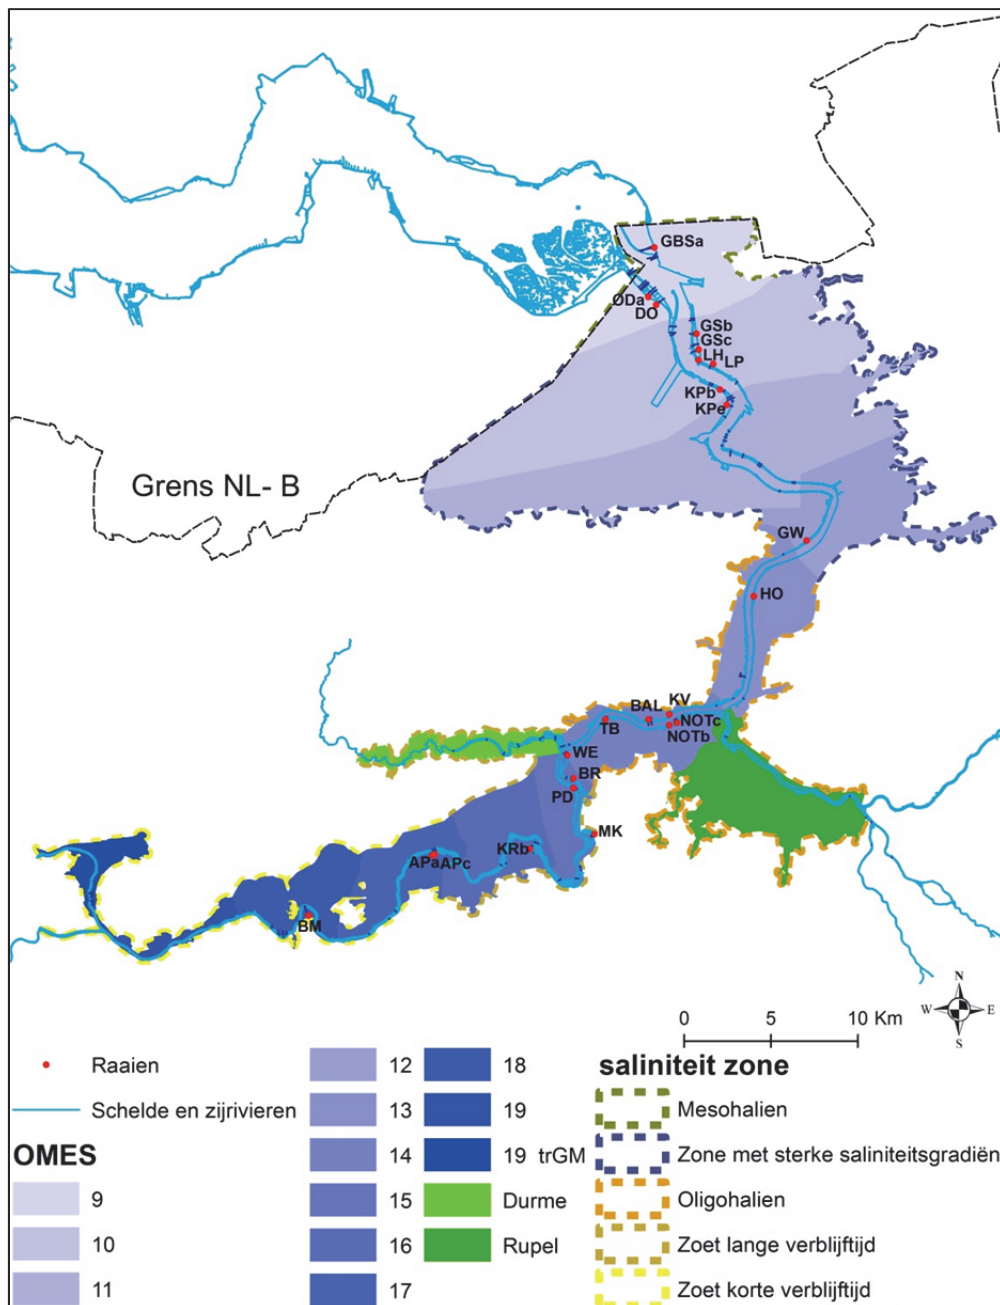 GBSa
ODa
DO
GSb
GSc
LH
LP
KPb
KPe
Grens NL- B
GW
HO
KV
BAL
NOTc
TB
NOTb
WE
BR
PD
MK
KRb
APa
APc
BM
N
W
E
S
0 5 10 Km
Raaien
Schelde en zijrivieren
OMES
9
10
11
12
13
14
15
16
17
18
19
19 trGM
Durme
Rupel
saliniteit zone
Mesohalien
Zone met sterke saliniteitsgradiën
Oligohalien
Zoet lange verblijftijd
Zoet korte verblijftijd